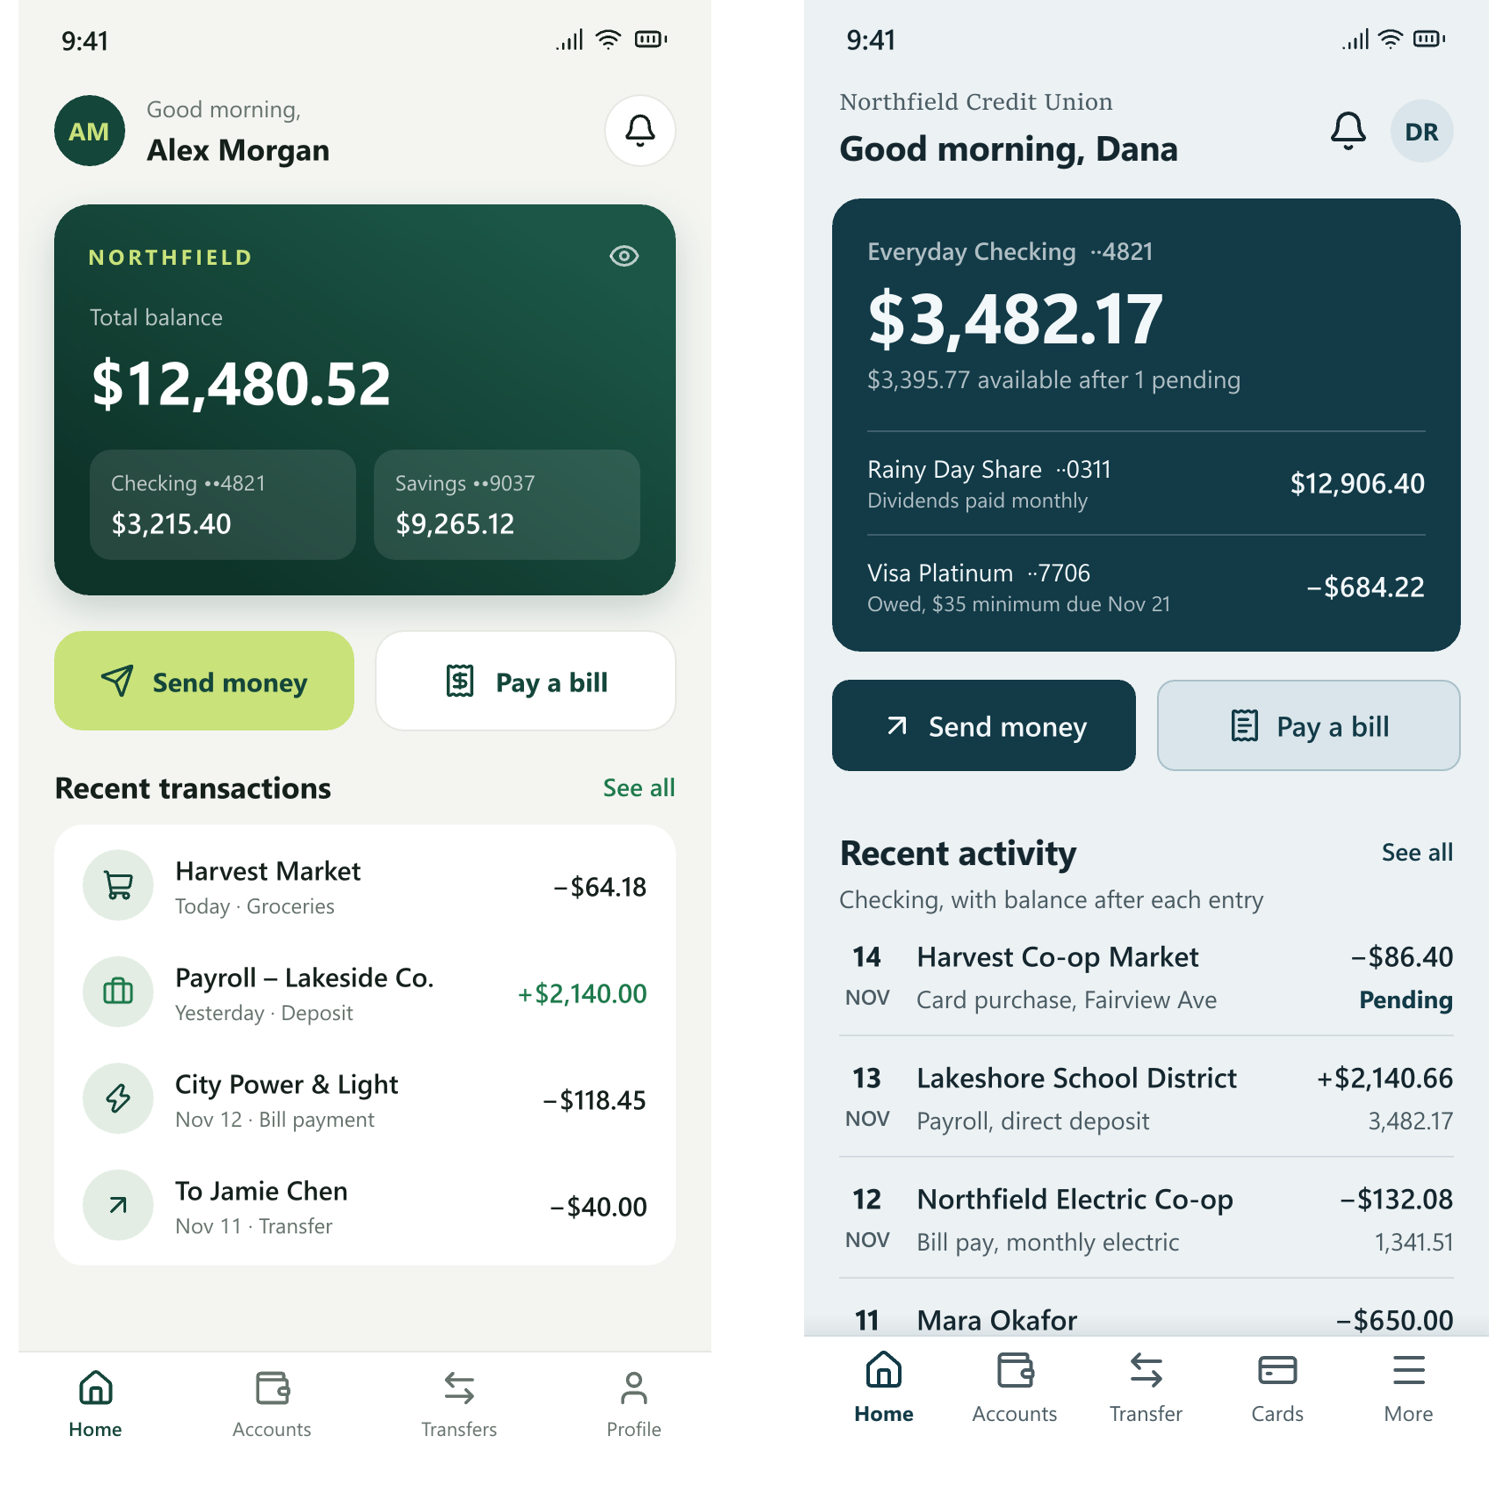 9:41
AM
Good morning,
Alex Morgan
NORTHFIELD
Total balance
$12,480.52
Checking ••4821
$3,215.40
Savings ••9037
$9,265.12
Send money
Pay a bill
Recent transactions
See all
Harvest Market
−$64.18
Today · Groceries
Payroll – Lakeside Co.
+$2,140.00
Yesterday · Deposit
City Power & Light
−$118.45
Nov 12 · Bill payment
To Jamie Chen
−$40.00
Nov 11 · Transfer
Home
Accounts
Transfers
Profile
9:41
Northfield Credit Union
Good morning, Dana
DR
Everyday Checking ··4821
$3,482.17
$3,395.77 available after 1 pending
Rainy Day Share ··0311
Dividends paid monthly
$12,906.40
Visa Platinum ··7706
Owed, $35 minimum due Nov 21
−$684.22
Send money
Pay a bill
Recent activity
See all
Checking, with balance after each entry
14 Harvest Co-op Market −$86.40
NOV Card purchase, Fairview Ave Pending
13 Lakeshore School District +$2,140.66
NOV Payroll, direct deposit 3,482.17
12 Northfield Electric Co-op −$132.08
NOV Bill pay, monthly electric 1,341.51
11 Mara Okafor −$650.00
Home
Accounts
Transfer
Cards
More